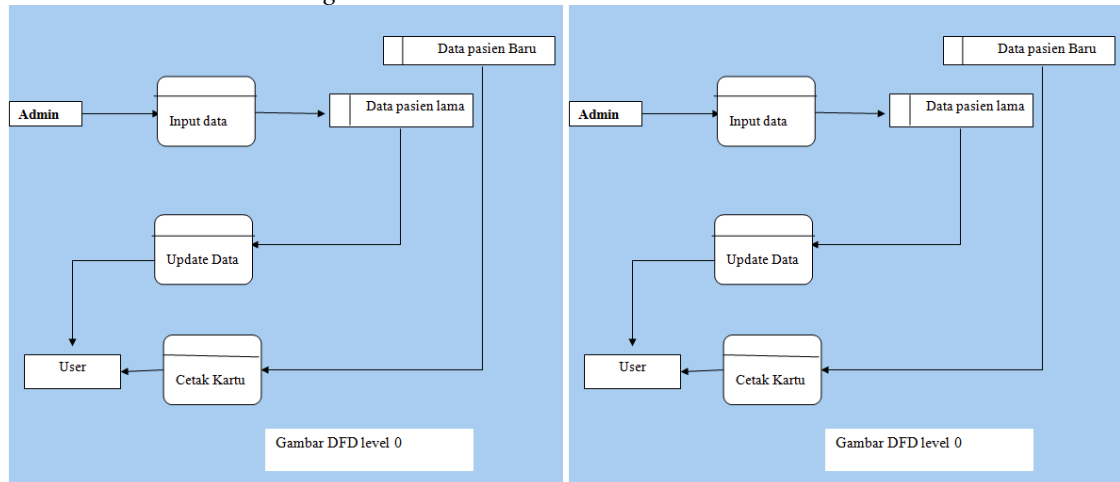 g
Data pasien Baru
Admin
Input data
Data pasien lama
Update Data
User
Cetak Kartu
Gambar DFD level 0
Data pasien Baru
Admin
Input data
Data pasien lama
Update Data
User
Cetak Kartu
Gambar DFD level 0